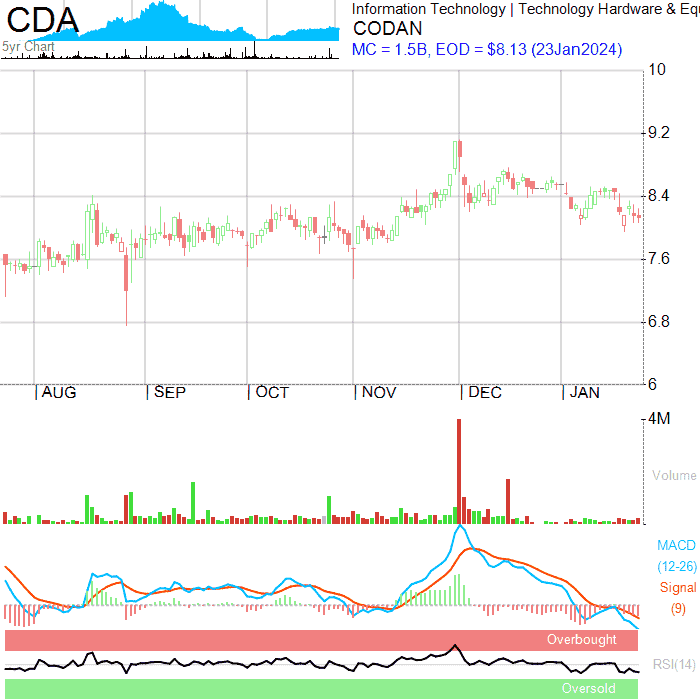 CDA
Information Technology | Technology Hardware & Equ
CODAN
MC = 1.5B, EOD = $8.13 (23Jan2024)
5yr Chart
10
9.2
8.4
7.6
6.8
6
AUG SEP OCT NOV DEC JAN
4M
Volume
MACD
(12-26)
Signal
(9)
Overbought
RSI(14)
Oversold